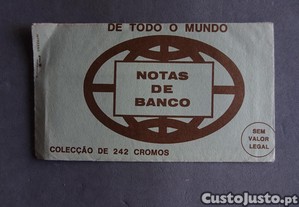 DE TODO O MUNDO
NOTAS
DE
BANCO
SEM
VALOR
LEGAL
COLECÇÃO DE 242 CROMOS
CustoJusto.pt